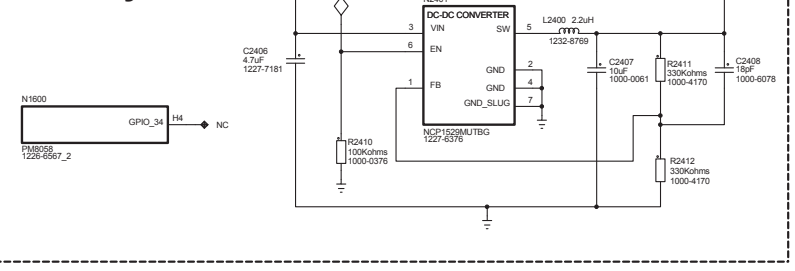 DC-DC CONVERTER
3 VIN SW 5
6 EN
1 FB
GND 2
GND 4
GND_SLUG 7
NCP1529MUTBG
1227-6376
L2400 2.2uH
1232-8769
C2406
4.7uF
1227-7181
C2407
10uF
1000-0061
R2411
330Kohms
1000-4170
C2408
18pF
1000-6078
N1600
GPIO_34 H4 NC
PM8058
1226-6567_2
R2410
100Kohms
1000-0376
R2412
330Kohms
1000-4170